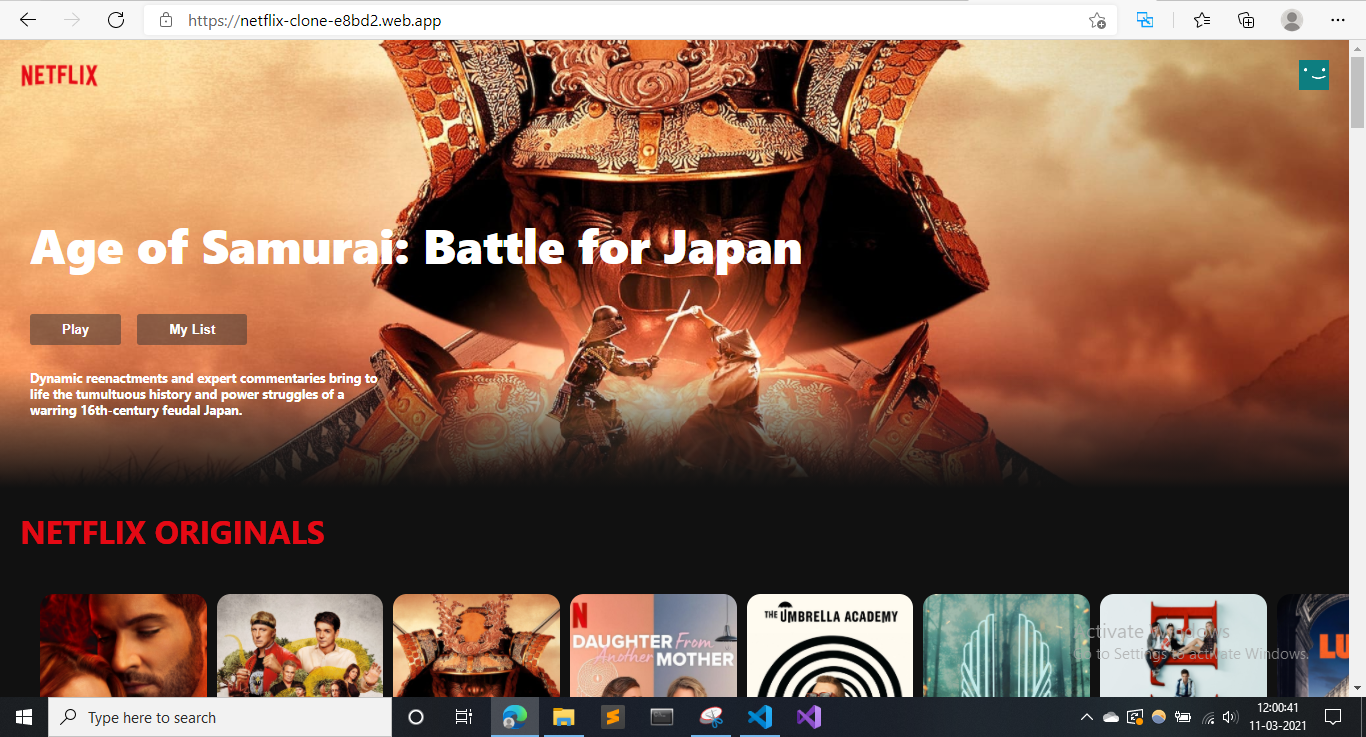 https://netflix-clone-e8bd2.web.app
NETFLIX
Age of Samurai: Battle for Japan
Play
My List
Dynamic reenactments and expert commentaries bring to
life the tumultuous history and power struggles of a
warring 16th-century feudal Japan.
NETFLIX ORIGINALS
N
DAUGHTER From
Another MOTHER
THE UMBRELLA ACADEMY
LU
Activate Windows
Go to Settings to activate Windows.
Type here to search
12:00:41
11-03-2021